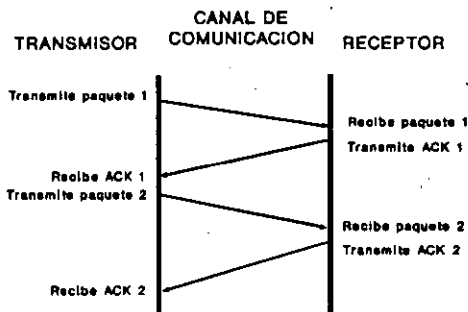 CANAL DE
TRANSMISOR COMUNICACION RECEPTOR
Transmite paquete 1
Recibe paquete 1
Transmite ACK 1
Recibe ACK 1
Transmite paquete 2
Recibe paquete 2
Transmite ACK 2
Recibe ACK 2